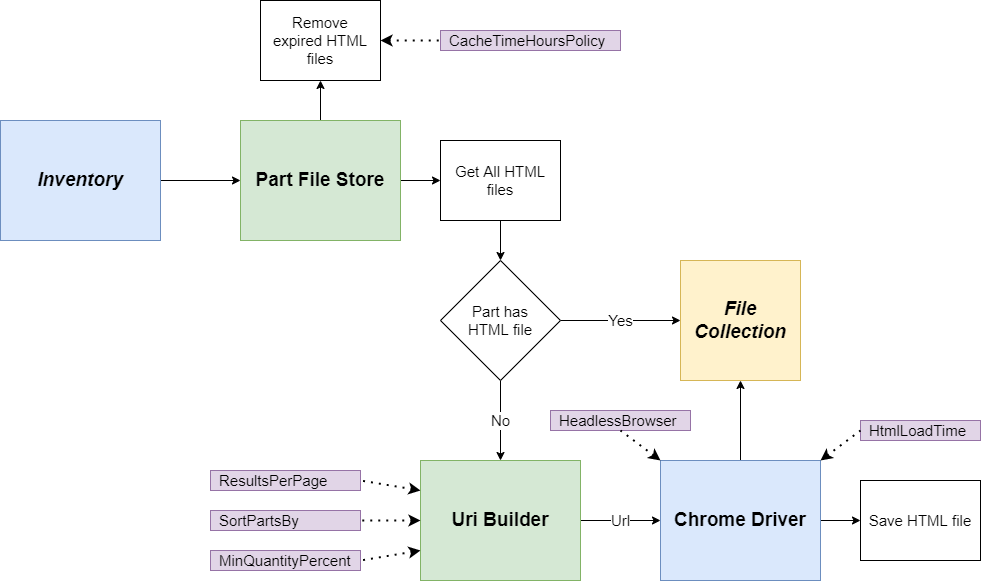 Remove
expired HTML
files
CacheTimeHoursPolicy
Inventory
Part File Store
Get All HTML
files
Part has
HTML file
Yes
File
Collection
No
HeadlessBrowser
HtmlLoadTime
ResultsPerPage
SortPartsBy
MinQuantityPercent
Uri Builder
Url
Chrome Driver
Save HTML file